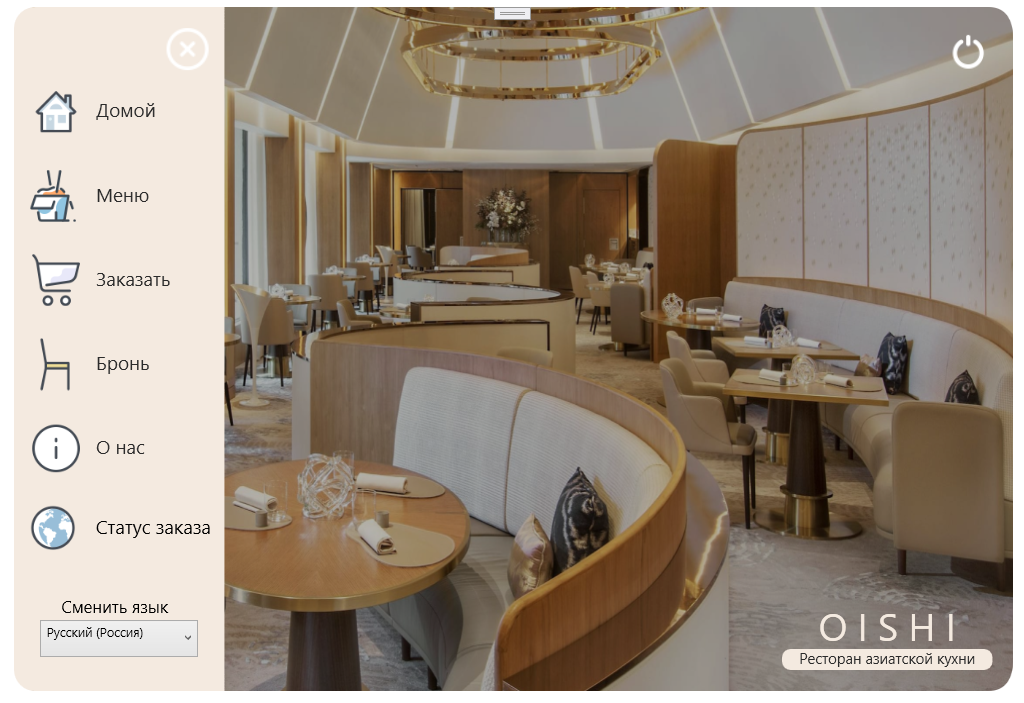 Домой
Меню
Заказать
Бронь
О нас
Статус заказа
Сменить язык
Русский (Россия)
OISHI
Ресторан азиатской кухни